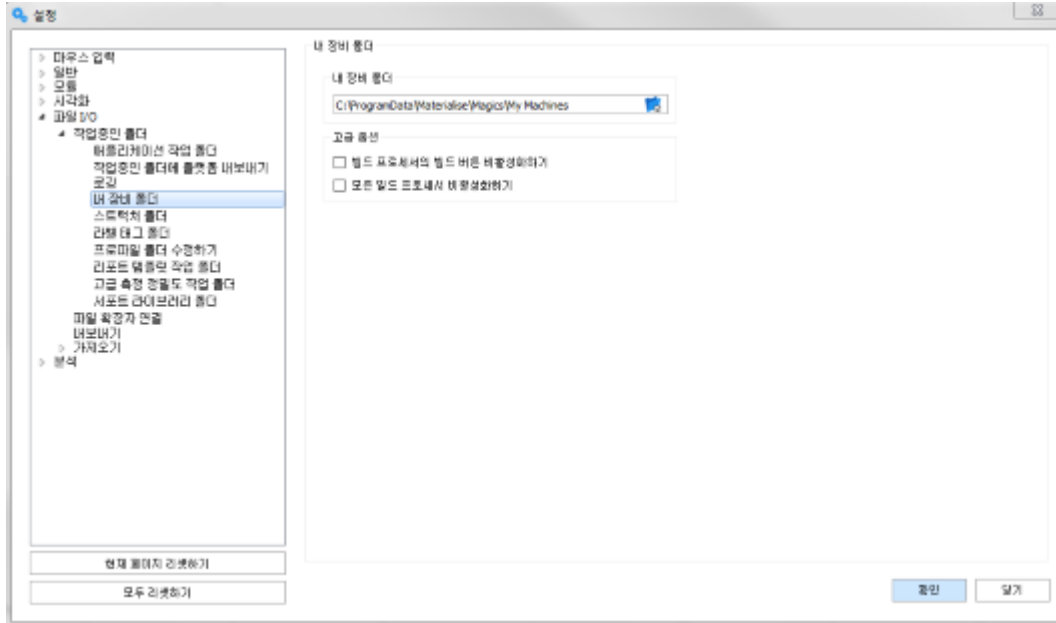 설정
마우스 입력
일반
모듈
시각화
파일 I/O
작업중인 폴더
애플리케이션 작업 폴더
작업중인 폴더에 플랫폼 내보내기
로깅
내 장비 폴더
스트럭처 폴더
라벨 태그 폴더
프로파일 폴더 수정하기
리포트 템플릿 작업 폴더
고급 측정 정밀도 작업 폴더
서포트 라이브러리 폴더
파일 확장자 연결
내보내기
가져오기
분석
현재 페이지 리셋하기
모두 리셋하기
내 장비 폴더
내 장비 폴더
C:\ProgramData\Materialise\Magics\My Machines
고급 옵션
빌드 프로세서의 빌드 버튼 비활성화하기
모든 빌드 프로세서 비활성화하기
확인
닫기